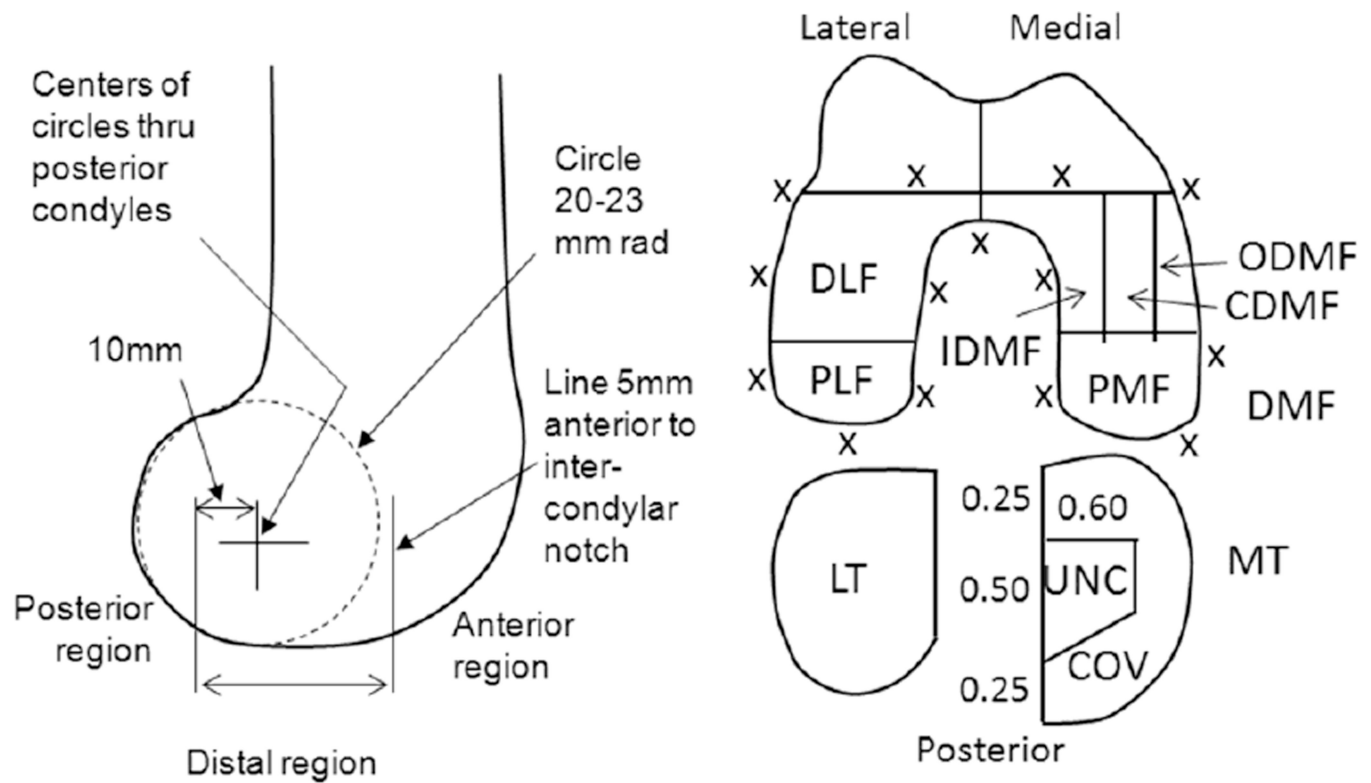 Centers of
circles thru
posterior
condyles
Circle
20-23
mm rad
10mm
Line 5mm
anterior to
inter-
condylar
notch
Posterior
region
Anterior
region
Distal region
Lateral Medial
X X X X
X
X X X
X X X X
X X
X
DLF
PLF
IDMF
ODMF
CDMF
PMF
DMF
LT
0.25
0.60
0.50
UNC
MT
0.25
COV
Posterior